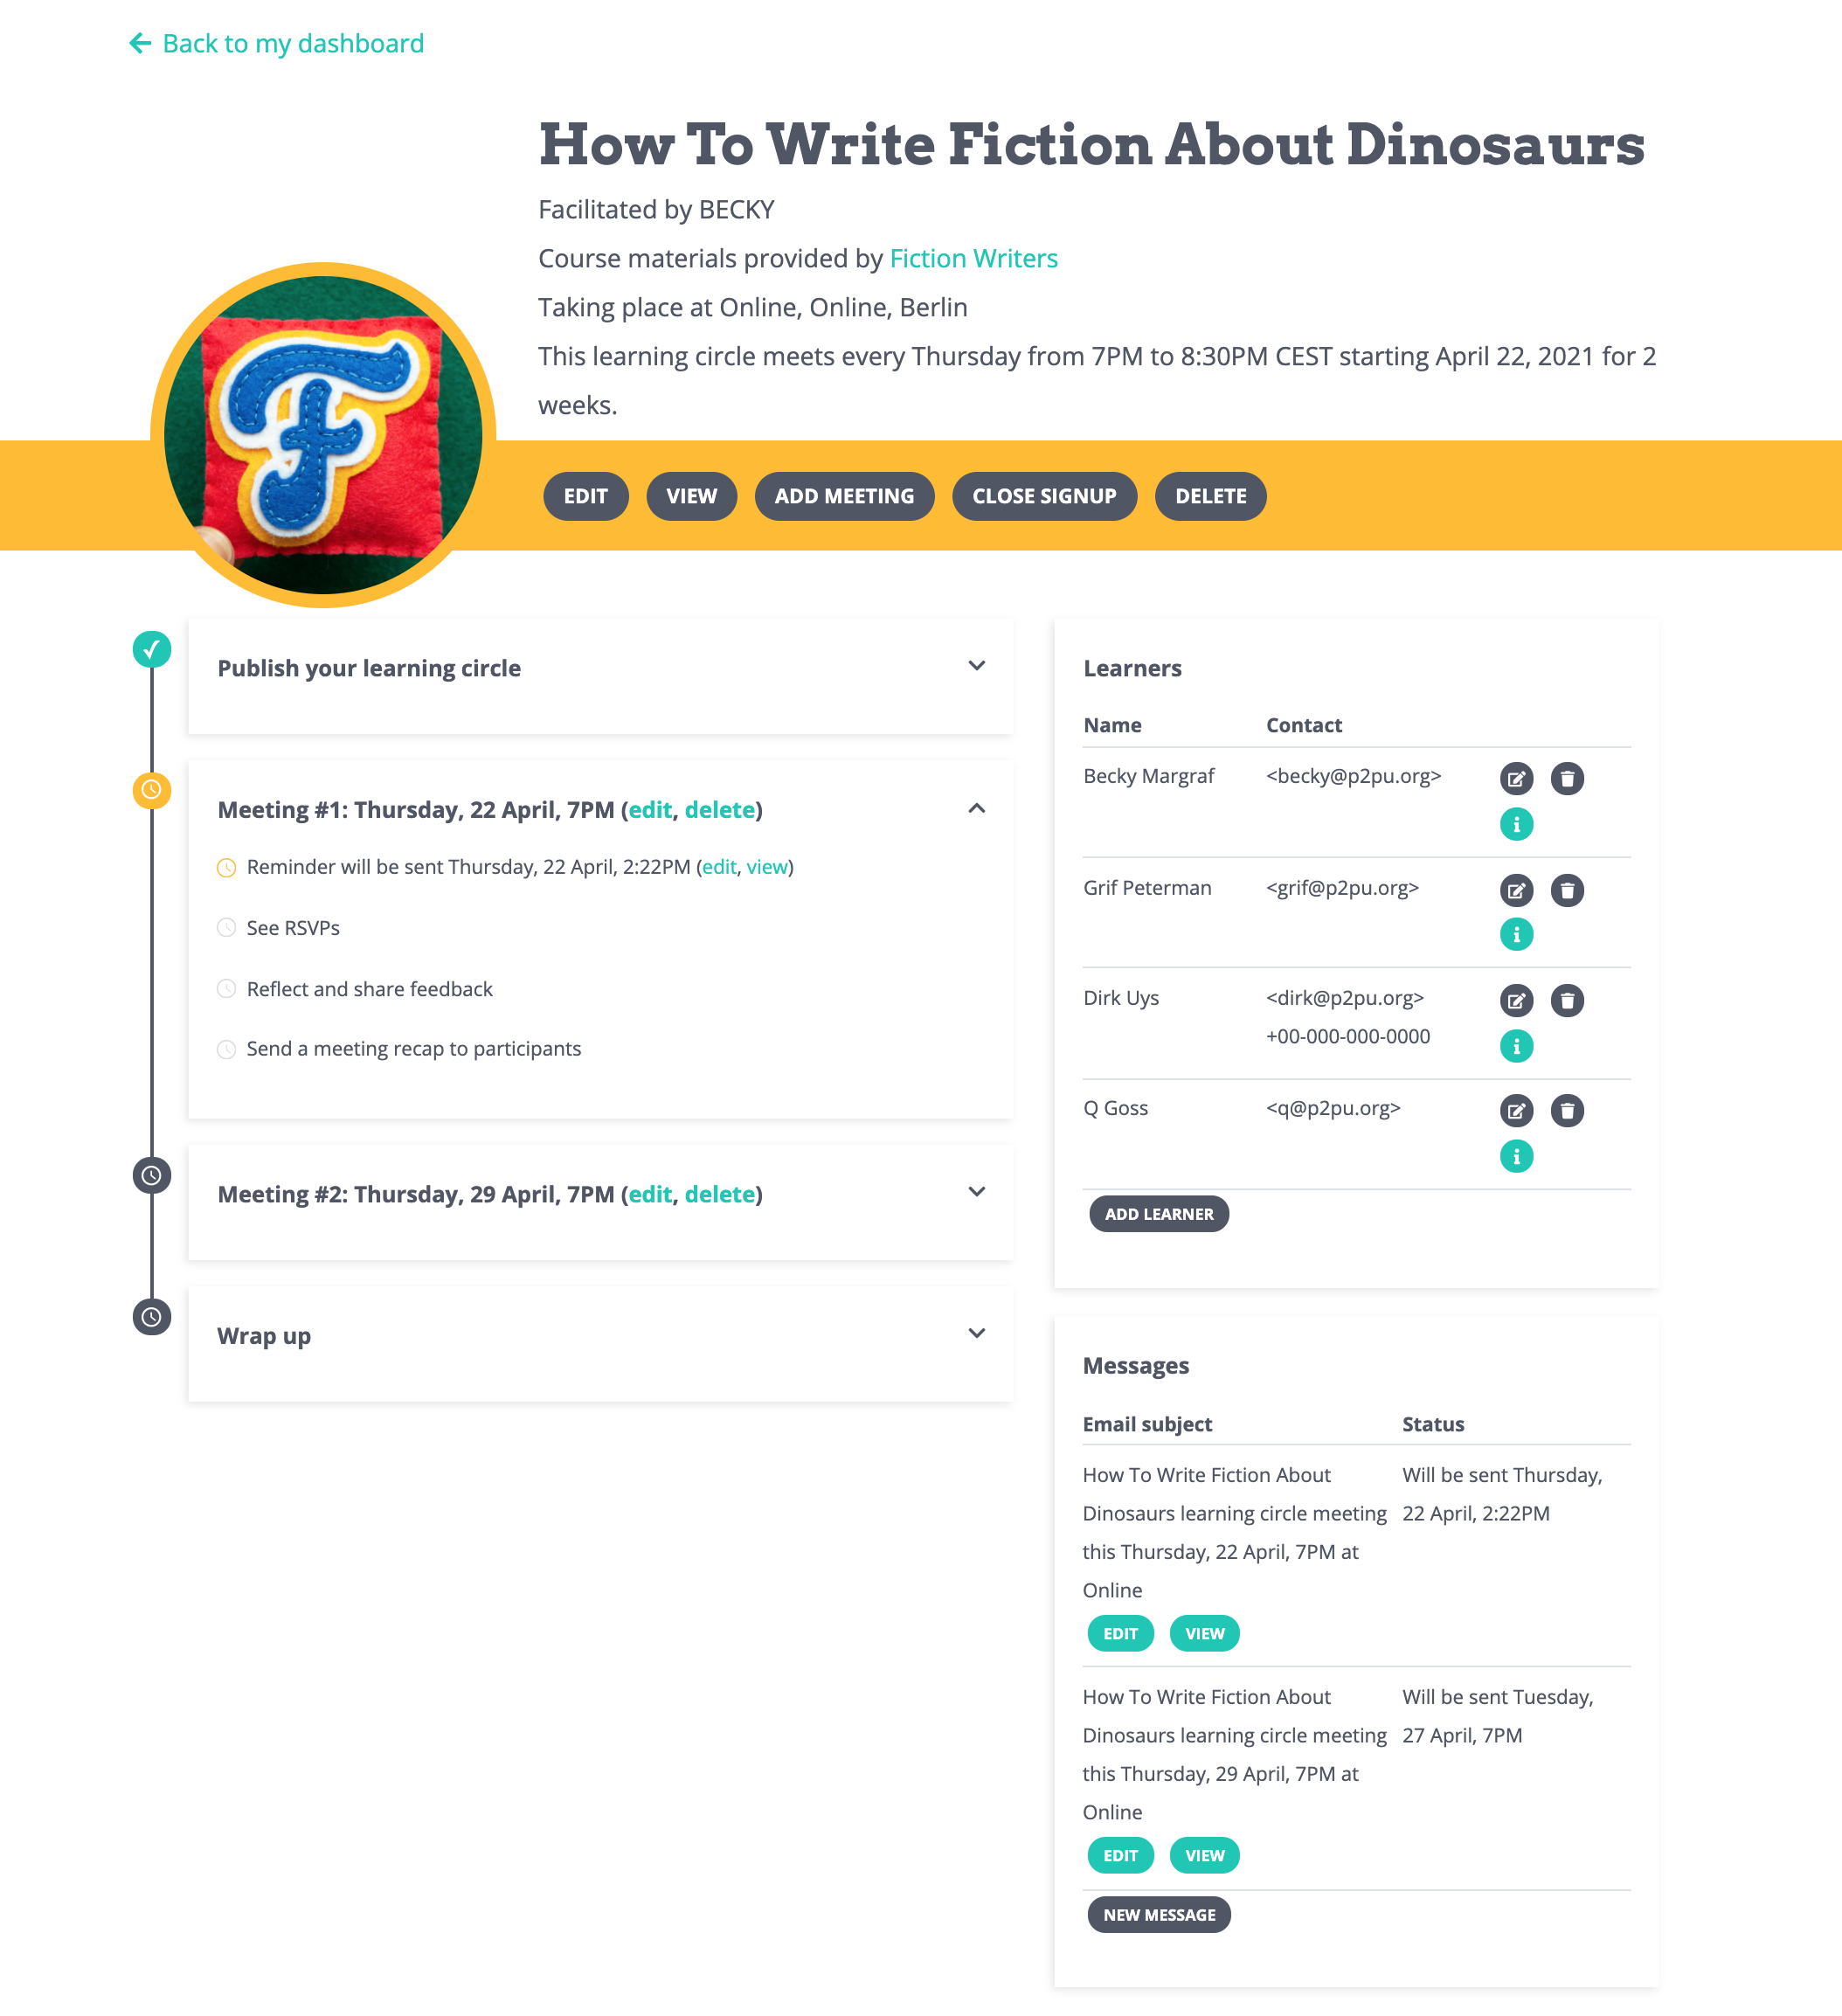 Back to my dashboard
How To Write Fiction About Dinosaurs
Facilitated by BECKY
Course materials provided by Fiction Writers
Taking place at Online, Online, Berlin
This learning circle meets every Thursday from 7PM to 8:30PM CEST starting April 22, 2021 for 2
weeks.
F
EDIT VIEW ADD MEETING CLOSE SIGNUP DELETE
Publish your learning circle
Meeting #1: Thursday, 22 April, 7PM (edit, delete)
Reminder will be sent Thursday, 22 April, 2:22PM (edit, view)
See RSVPs
Reflect and share feedback
Send a meeting recap to participants
Meeting #2: Thursday, 29 April, 7PM (edit, delete)
Wrap up
Learners
Name Contact
Becky Margraf <becky@p2pu.org>
Grif Peterman <grif@p2pu.org>
Dirk Uys <dirk@p2pu.org>
+00-000-000-0000
Q Goss <q@p2pu.org>
ADD LEARNER
Messages
Email subject Status
How To Write Fiction About Will be sent Thursday,
Dinosaurs learning circle meeting 22 April, 2:22PM
this Thursday, 22 April, 7PM at
Online
EDIT VIEW
How To Write Fiction About Will be sent Tuesday,
Dinosaurs learning circle meeting 27 April, 7PM
this Thursday, 29 April, 7PM at
Online
EDIT VIEW
NEW MESSAGE